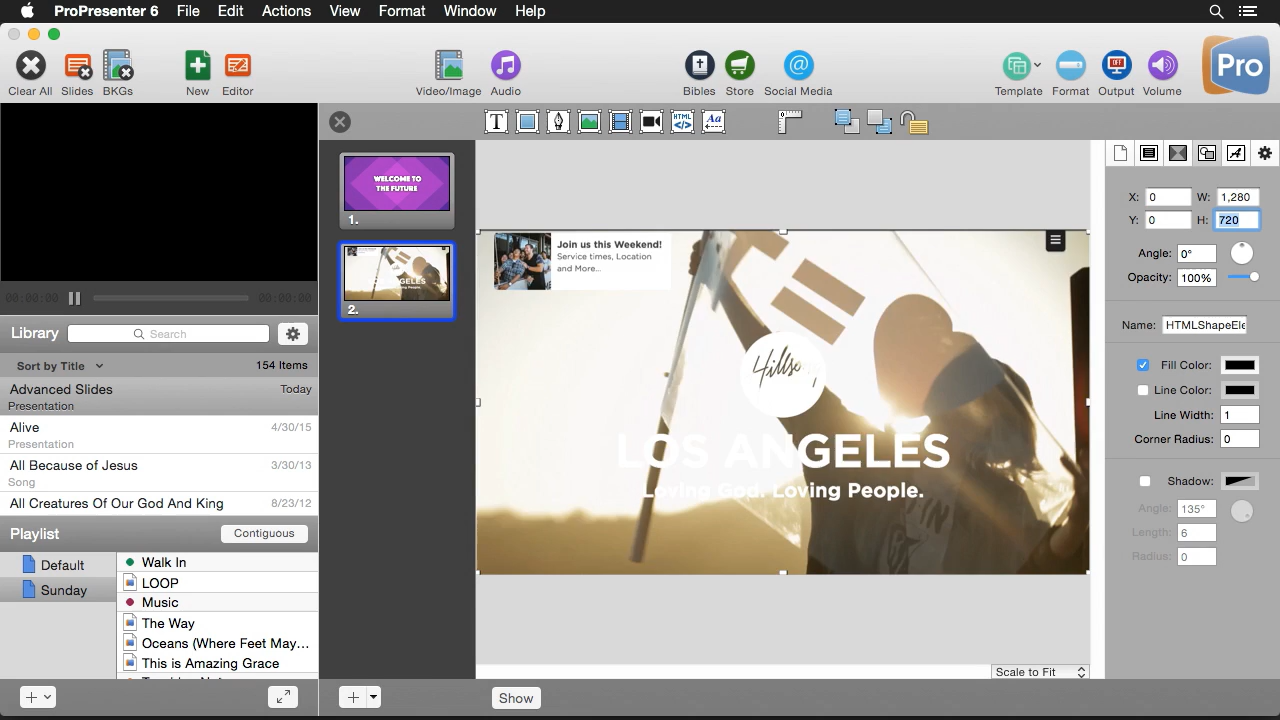 ProPresenter 6 File Edit Actions View Format Window Help
Clear All Slides BKGs New Editor Video/Image Audio Bibles Store Social Media Template Format Output Volume
Pro
T HTML </> Aa
WELCOME TO
THE FUTURE
1.
2.
00:00:00 00:00:00
Library Search
Sort by Title 154 Items
Advanced Slides Today
Presentation
Alive 4/30/15
Presentation
All Because of Jesus 3/30/13
Song
All Creatures Of Our God And King 8/23/12
Playlist Contiguous
Default
Sunday
Walk In
LOOP
Music
The Way
Oceans (Where Feet May...
This is Amazing Grace
Join us this Weekend!
Service times, Location
and More...
LOS ANGELES
Loving God. Loving People.
Scale to Fit
Show
X: 0 W: 1,280
Y: 0 H: 720
Angle: 0°
Opacity: 100%
Name: HTMLShapeEle
Fill Color:
Line Color:
Line Width: 1
Corner Radius: 0
Shadow:
Angle: 135°
Length: 6
Radius: 0